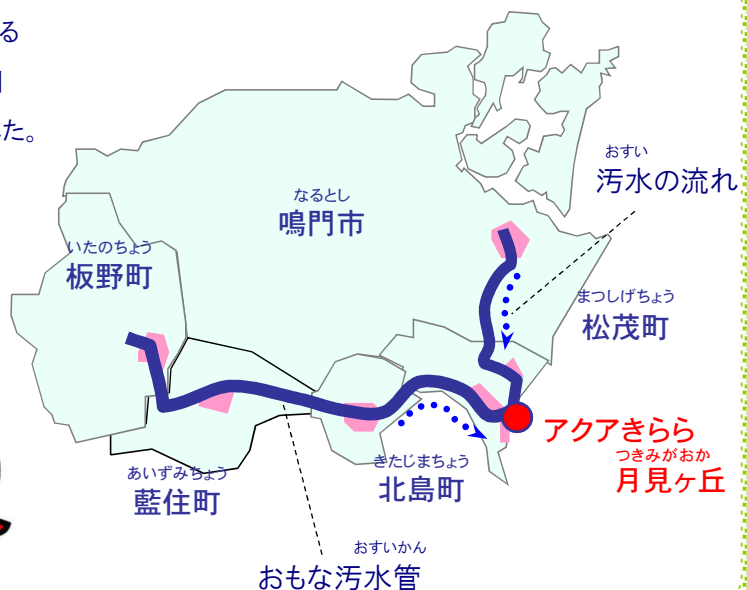 る
た。
おすい
汚水の流れ
なるとし
鳴門市
いたのちょう
板野町
まつしげちょう
松茂町
アクアきらら
つきみがおか
月見ヶ丘
きたじまちょう
北島町
あいずみちょう
藍住町
おすいかん
おもな汚水管